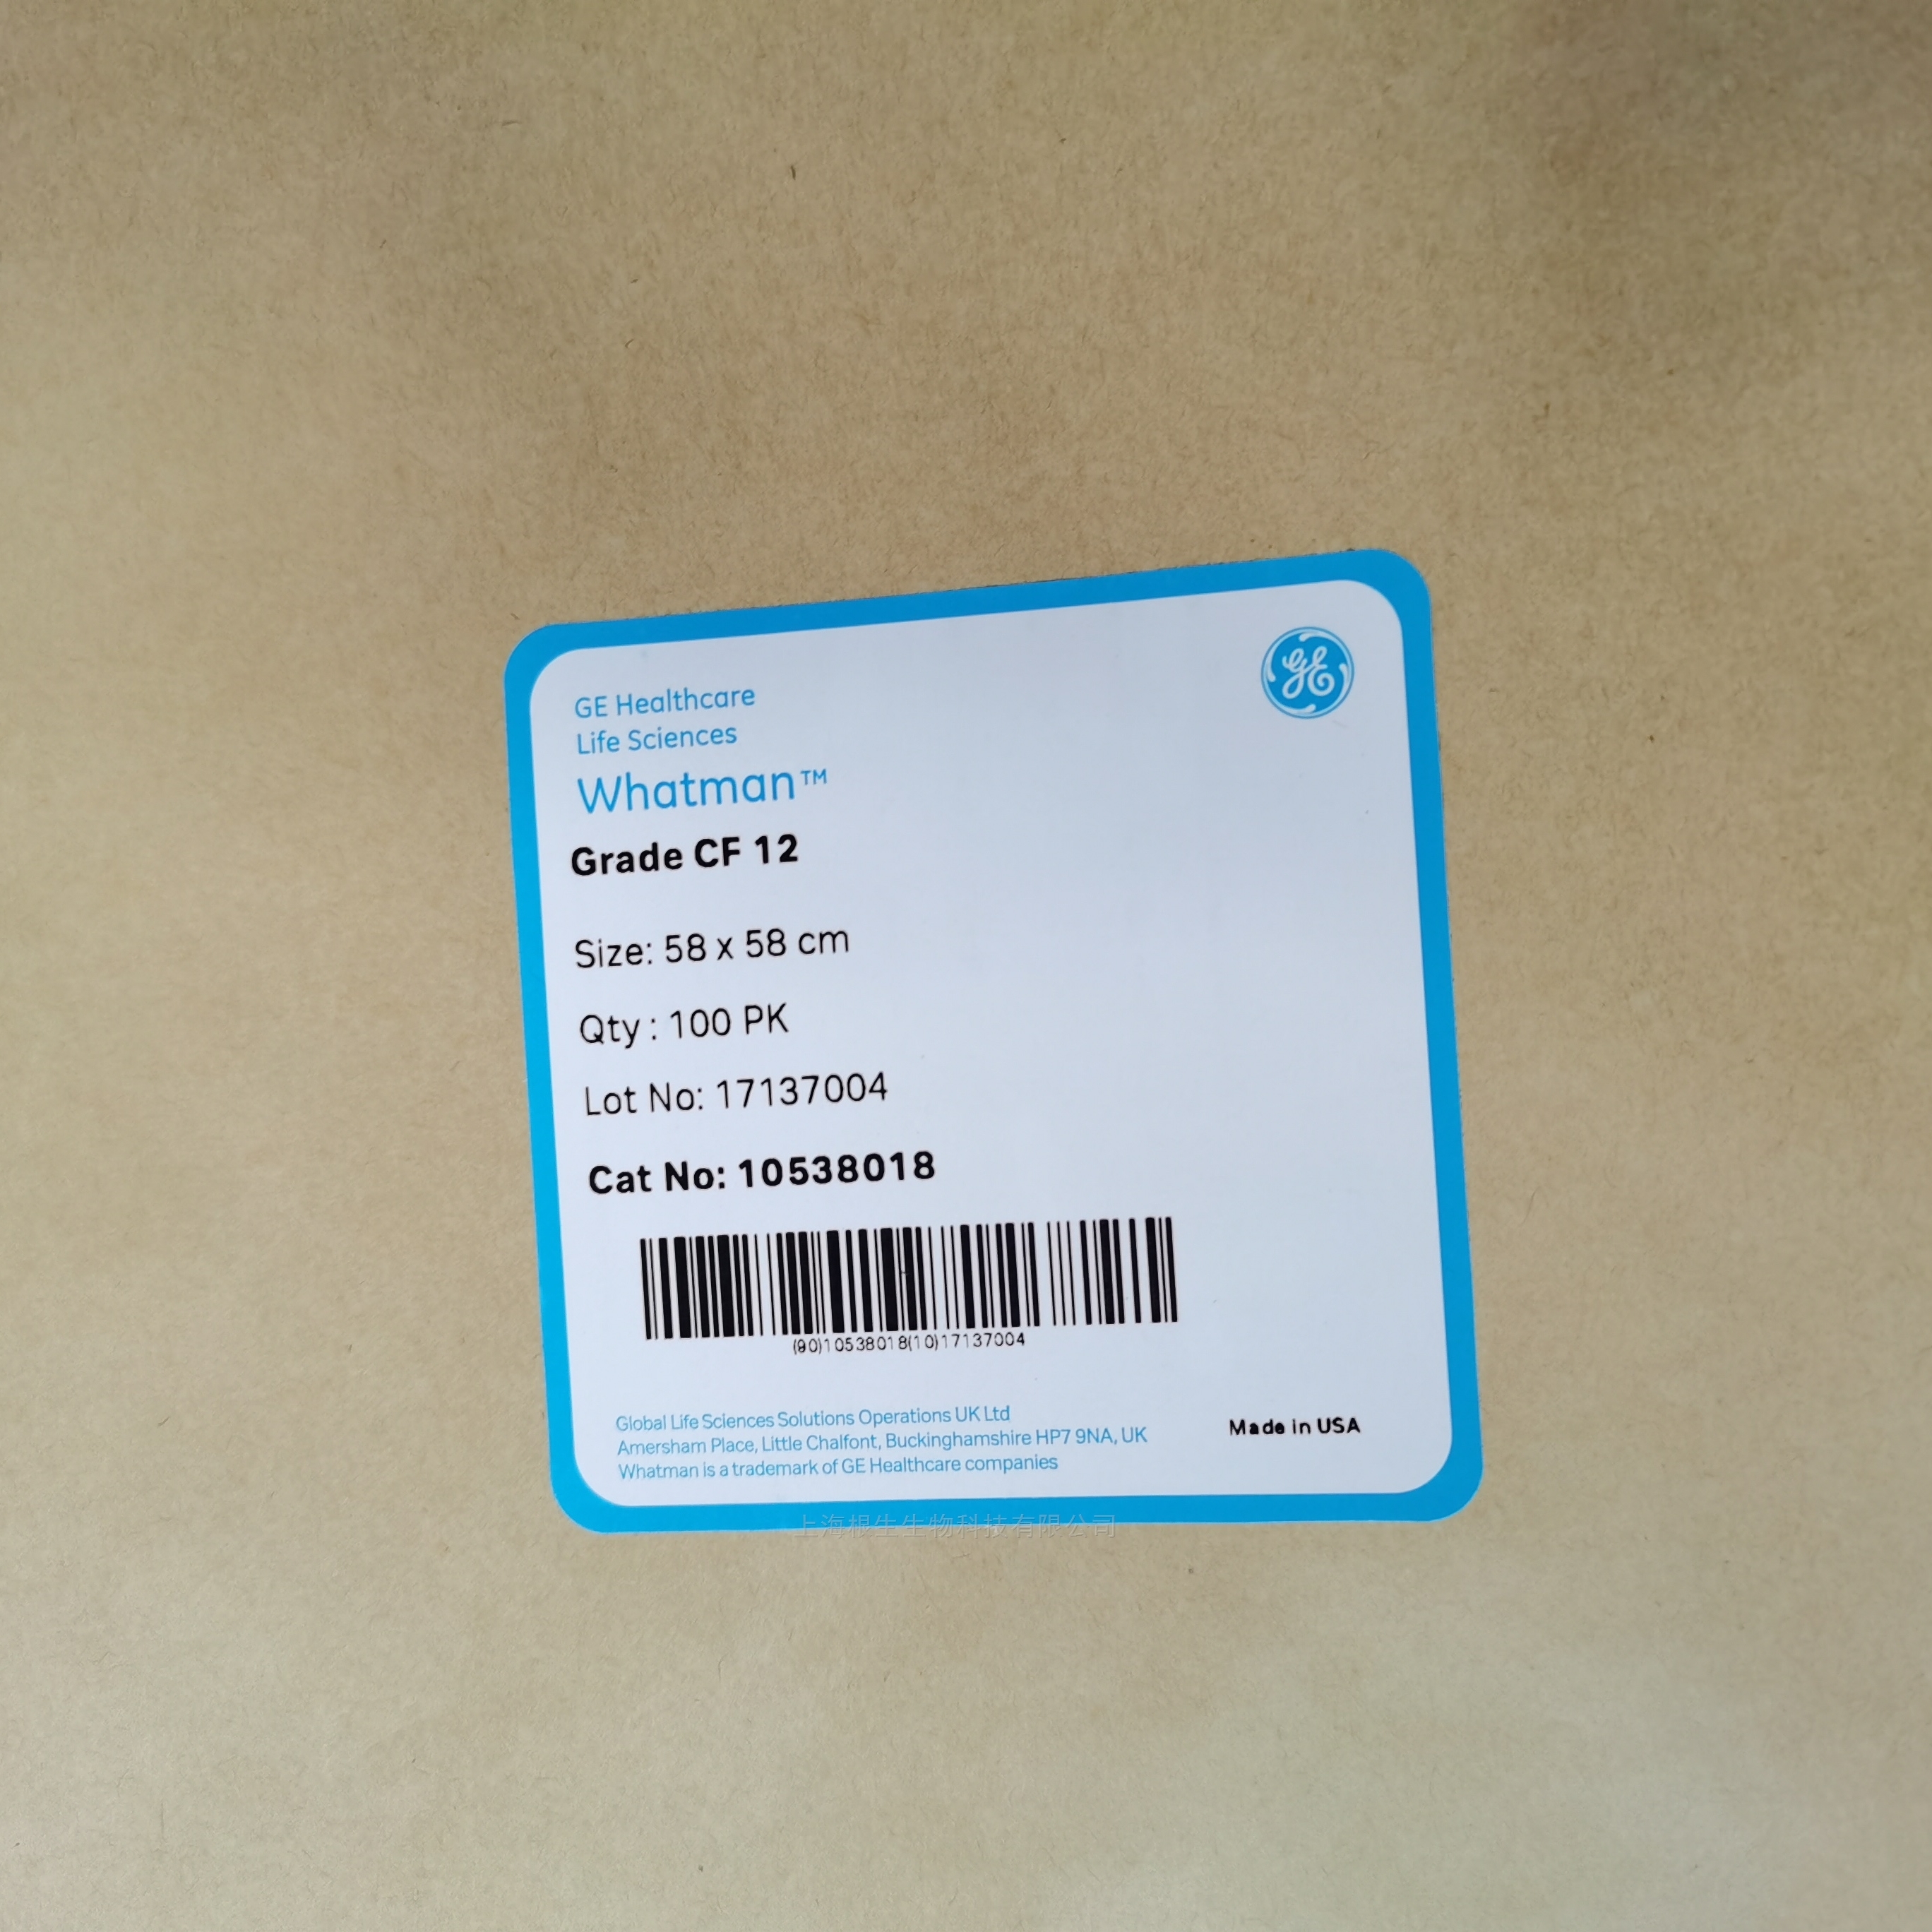 GE Healthcare
Life Sciences
GE
Whatman™
Grade CF 12
Size: 58 x 58 cm
Qty : 100 PK
Lot No: 17137004
Cat No: 10538018
(90)10538018(10)17137004
Global Life Sciences Solutions Operations UK Ltd
Amersham Place, Little Chalfont, Buckinghamshire HP7 9NA, UK
Whatman is a trademark of GE Healthcare companies
Made in USA
上海根生生物科技有限公司